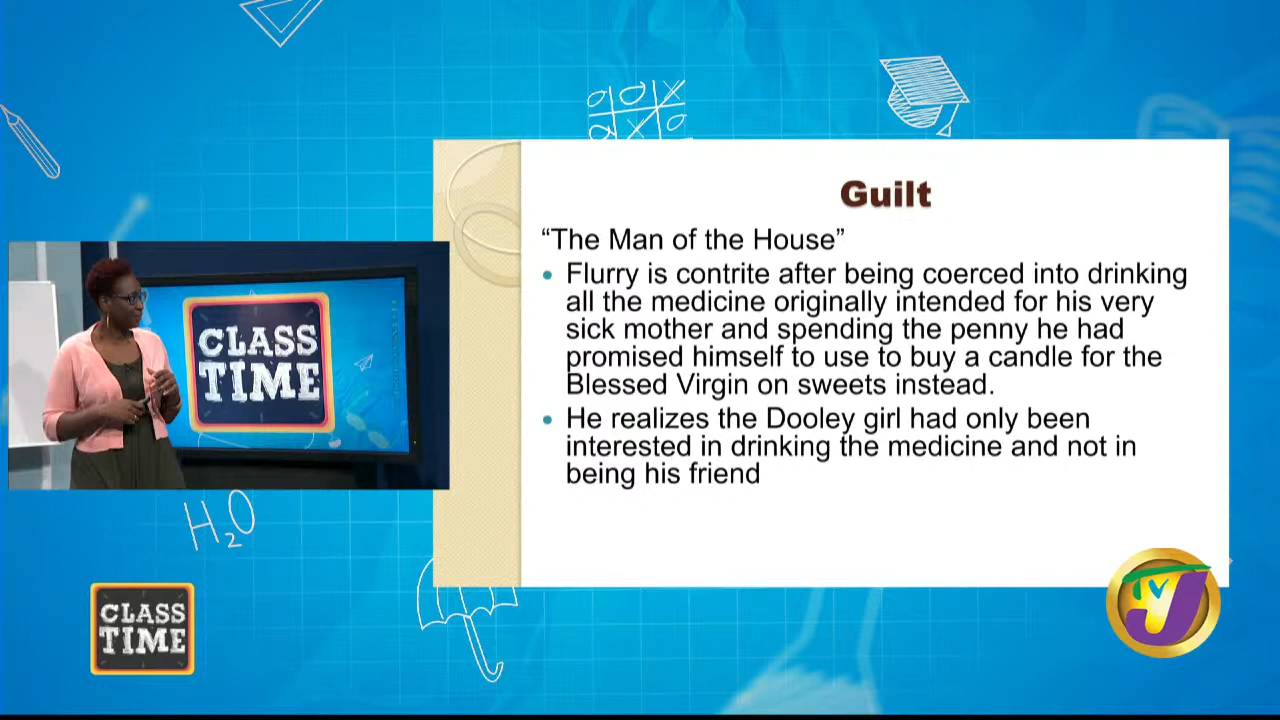 Guilt
“The Man of the House”
Flurry is contrite after being coerced into drinking
all the medicine originally intended for his very
sick mother and spending the penny he had
promised himself to use to buy a candle for the
Blessed Virgin on sweets instead.
He realizes the Dooley girl had only been
interested in drinking the medicine and not in
being his friend
CLASS
TIME
H₂O
CLASS
TIME
TVJ